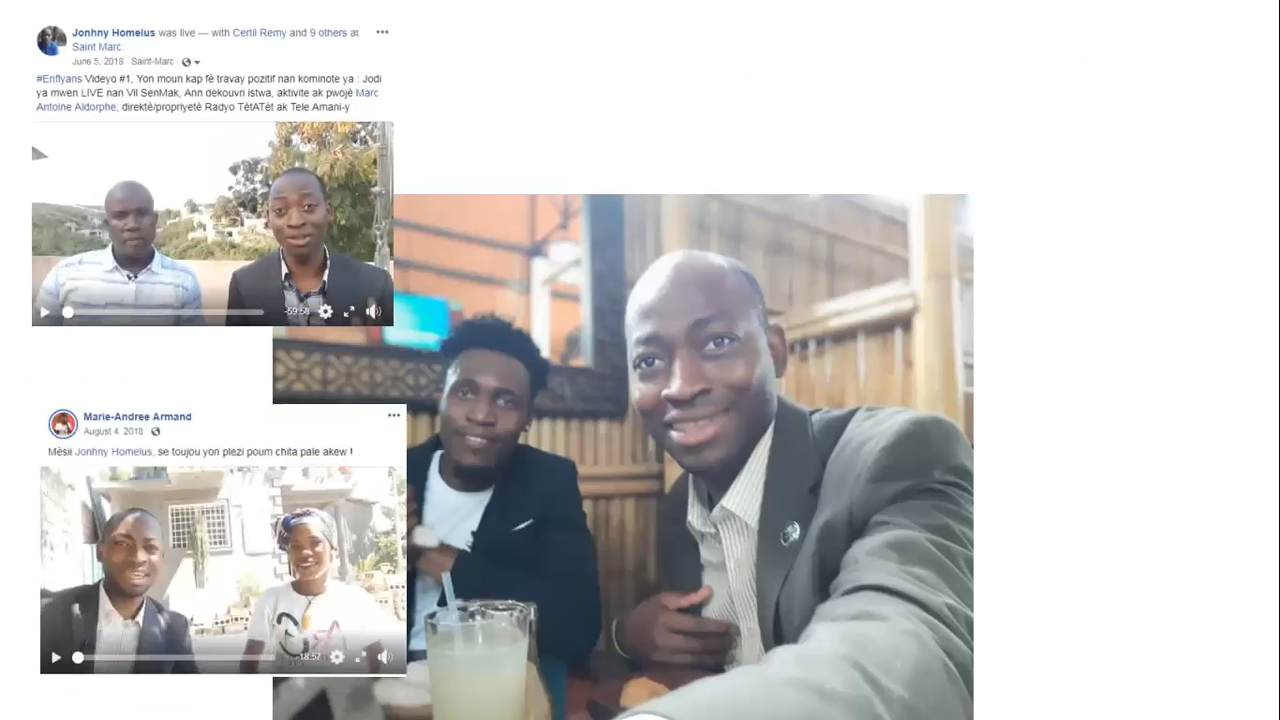 Jonhny Homelus was live — with Certil Remy and 9 others at
Saint Marc.
June 5, 2018 Saint-Marc
#Enflyans Videyo #1, Yon moun kap fè travay pozitif nan kominote ya : Jodi
ya mwen LIVE nan Vil SenMak, Ann dekouvri istwa, aktivite ak pwojè Marc
Antoine Aldorphe, direktè/propriyetè Radyo TètATèt ak Tele Amani-y
-59:58
Marie-Andree Armand
August 4, 2018
Mèsii Jonhny Homelus, se toujou yon plezi poum chita pale akew !
-18:57